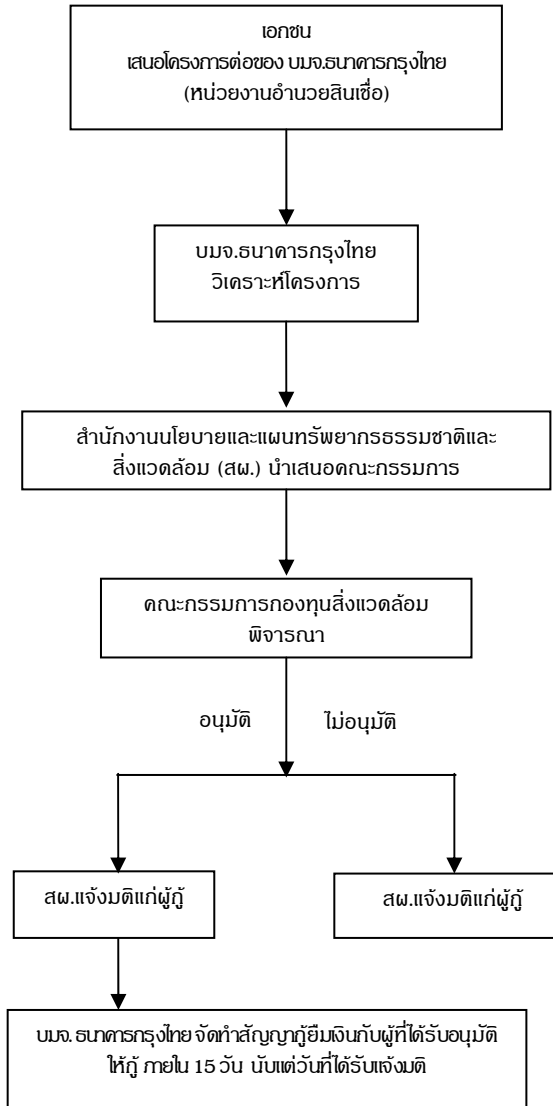 เอกชน
เสนอโครงการต่อของ บมจ.ธนาคารกรุงไทย
(หน่วยงานอำนวยสินเชื่อ)
บมจ.ธนาคารกรุงไทย
วิเคราะห์โครงการ
สำนักงานนโยบายและแผนทรัพยากรธรรมชาติและ
สิ่งแวดล้อม (สผ.) นำเสนอคณะกรรมการ
คณะกรรมการกองทุนสิ่งแวดล้อม
พิจารณา
อนุมัติ ไม่อนุมัติ
สผ.แจ้งมติแก่ผู้กู้ สผ.แจ้งมติแก่ผู้กู้
บมจ. ธนาคารกรุงไทย จัดทำสัญญากู้ยืมเงินกับผู้ที่ได้รับอนุมัติ
ให้กู้ ภายใน 15 วัน นับแต่วันที่ได้รับแจ้งมติ